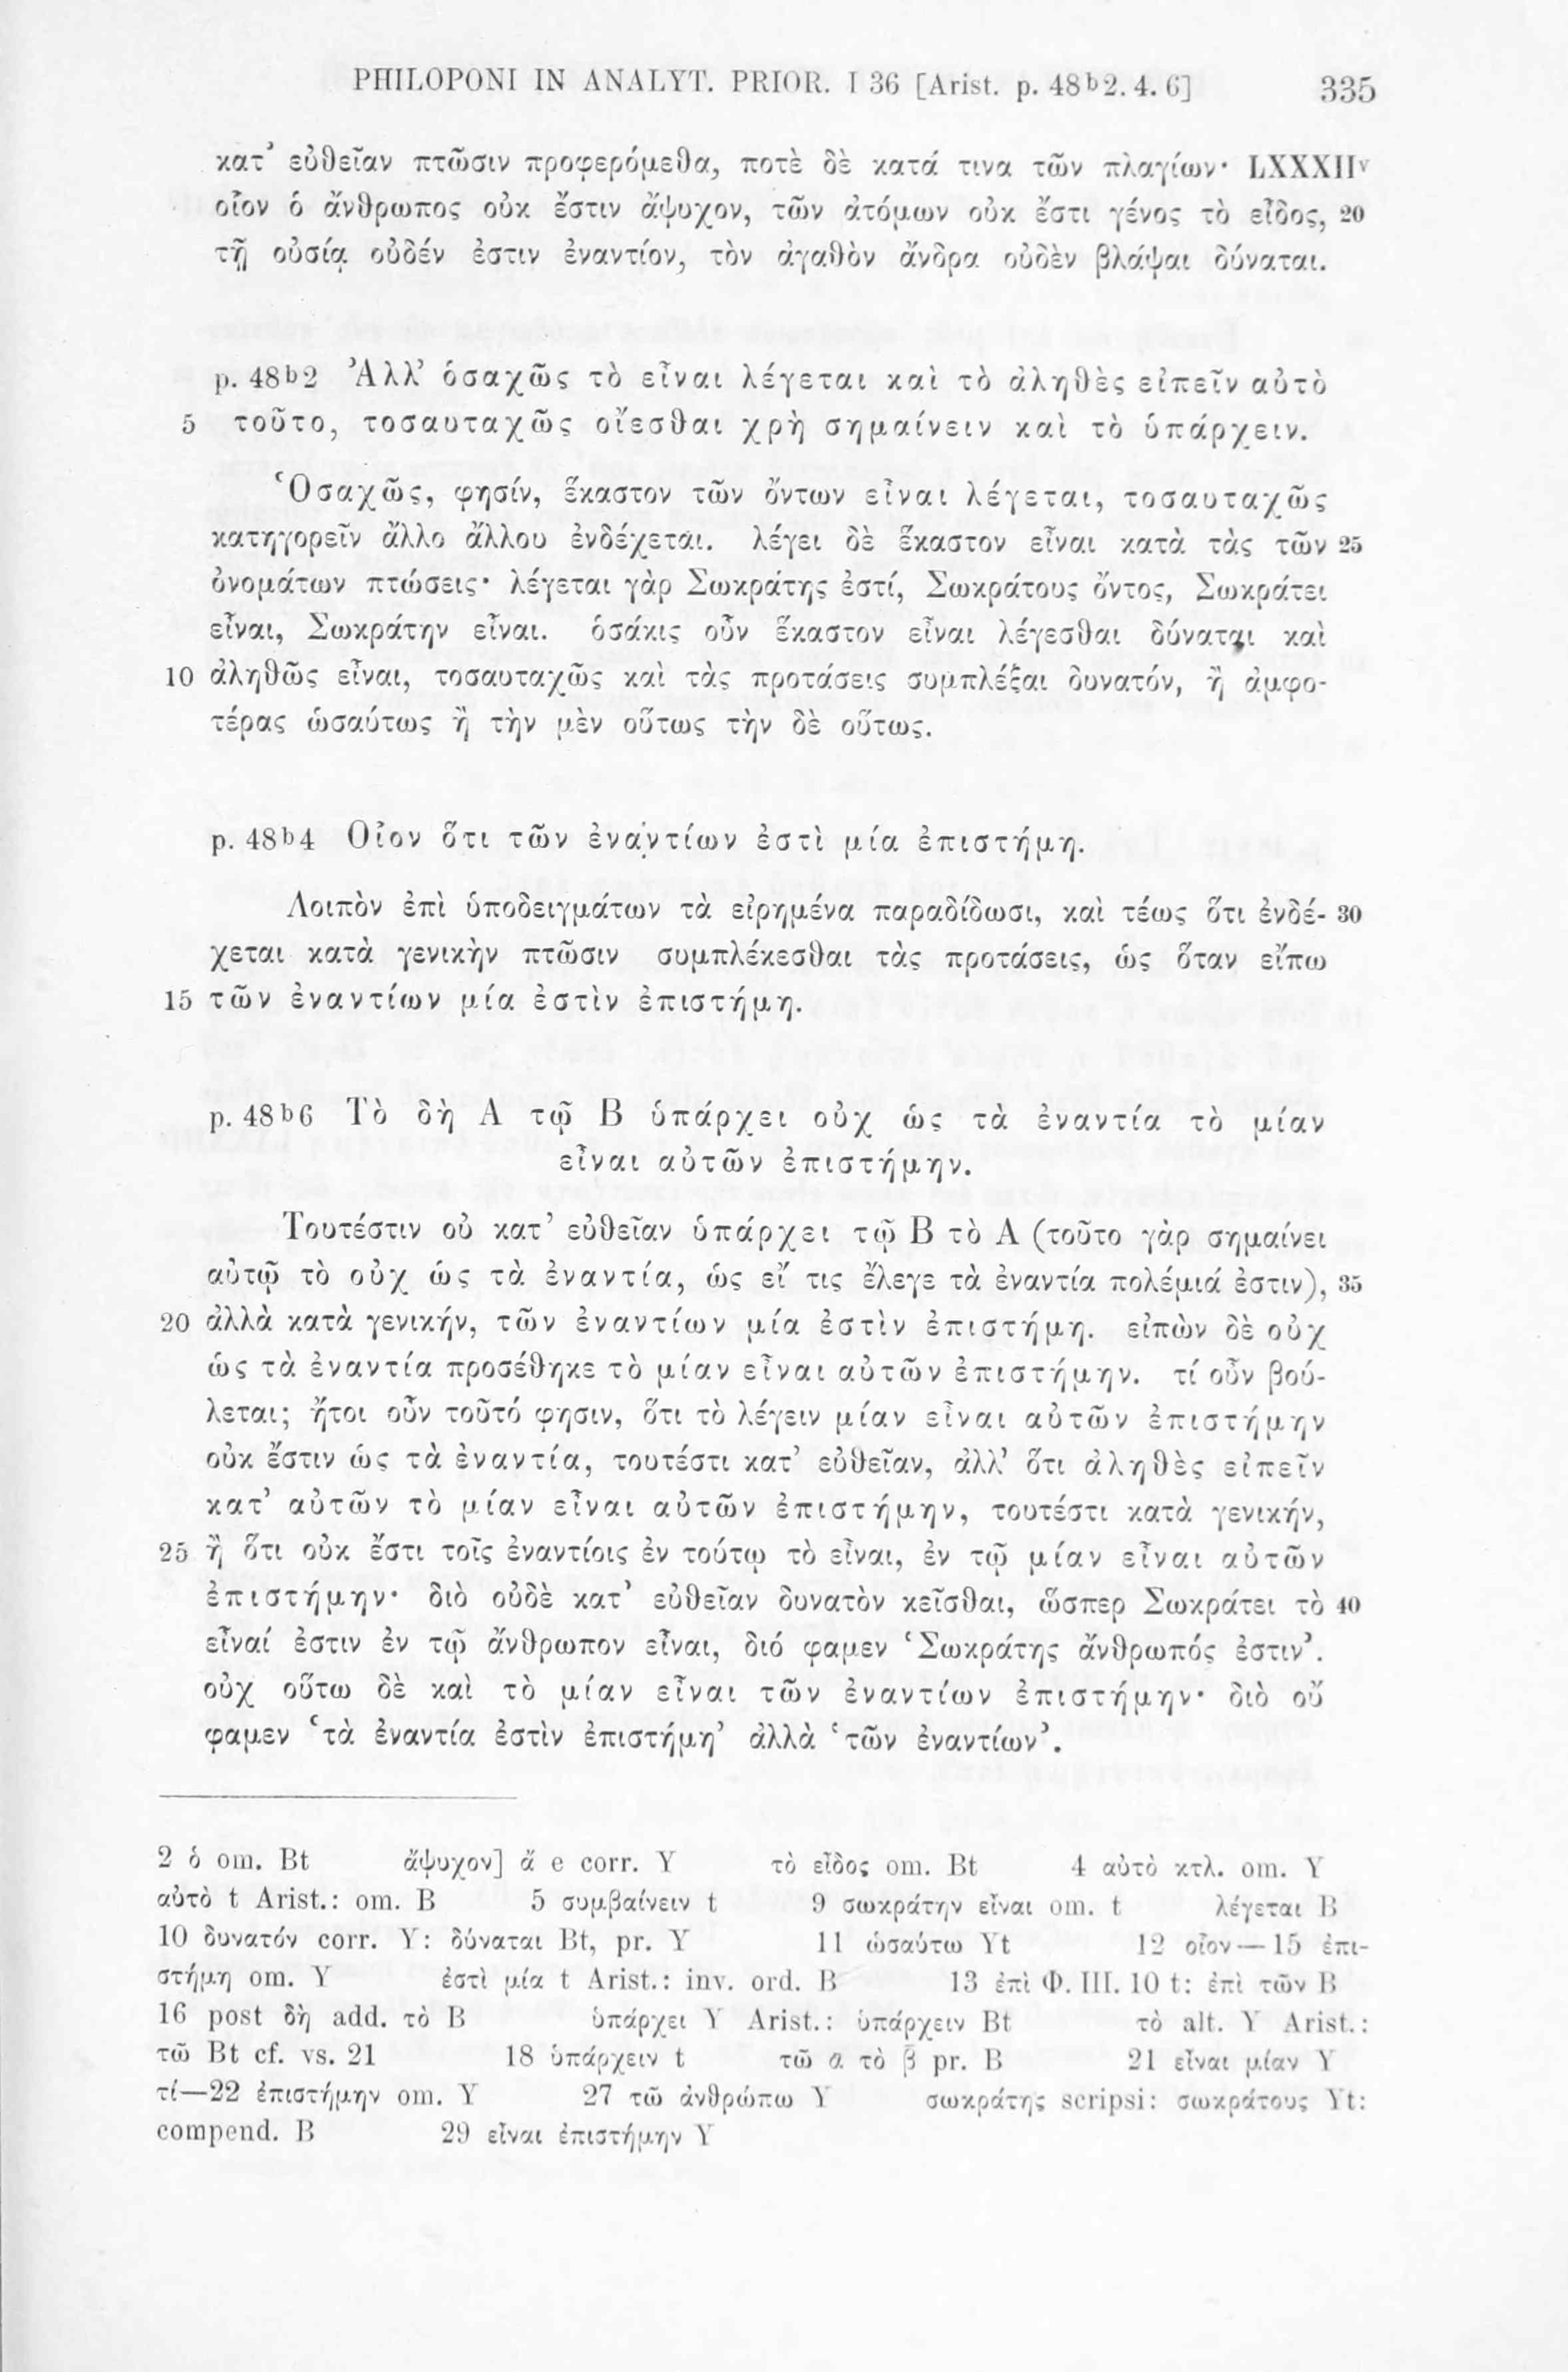 PHILOPONI IN ANALYT. PRIOR. I 36 [Arist. p. 48ᵇ2. 4. 6] 335
κατ’ εὐθεῖαν πτῶσιν προφερόμεθα, ποτὲ δὲ κατά τινα τῶν πλαγίων· LXXXIIᵛ
οἷον ὁ ἄνθρωπος οὐκ ἔστιν ἄψυχον, τῶν ἀτόμων οὐκ ἔστι γένος τὸ εἶδος, 20
τῇ οὐσίᾳ οὐδέν ἐστιν ἐναντίον, τὸν ἀγαθὸν ἄνδρα οὐδὲν βλάψαι δύναται.
p. 48ᵇ2 Ἀλλ’ ὁσαχῶς τὸ εἶναι λέγεται καὶ τὸ ἀληθὲς εἰπεῖν αὐτὸ
5 τοῦτο, τοσαυταχῶς οἴεσθαι χρὴ σημαίνειν καὶ τὸ ὑπάρχειν.
Ὁσαχῶς, φησίν, ἕκαστον τῶν ὄντων εἶναι λέγεται, τοσαυταχῶς
κατηγορεῖν ἄλλο ἄλλου ἐνδέχεται. λέγει δὲ ἕκαστον εἶναι κατὰ τὰς τῶν 25
ὀνομάτων πτώσεις· λέγεται γὰρ Σωκράτης ἐστί, Σωκράτους ὄντος, Σωκράτει
εἶναι, Σωκράτην εἶναι. ὁσάκις οὖν ἕκαστον εἶναι λέγεσθαι δύναται καὶ
10 ἀληθῶς εἶναι, τοσαυταχῶς καὶ τὰς προτάσεις συμπλέξαι δυνατόν, ἢ ἀμφο-
τέρας ὡσαύτως ἢ τὴν μὲν οὕτως τὴν δὲ οὕτως.
p. 48ᵇ4 Οἷον ὅτι τῶν ἐναντίων ἐστὶ μία ἐπιστήμη.
Λοιπὸν ἐπὶ ὑποδειγμάτων τὰ εἰρημένα παραδίδωσι, καὶ τέως ὅτι ἐνδέ- 30
χεται κατὰ γενικὴν πτῶσιν συμπλέκεσθαι τὰς προτάσεις, ὡς ὅταν εἴπω
15 τῶν ἐναντίων μία ἐστὶν ἐπιστήμη.
p. 48ᵇ6 Τὸ δὴ Α τῷ Β ὑπάρχει οὐχ ὡς τὰ ἐναντία τὸ μίαν
εἶναι αὐτῶν ἐπιστήμην.
Τουτέστιν οὐ κατ’ εὐθεῖαν ὑπάρχει τῷ Β τὸ Α (τοῦτο γὰρ σημαίνει
αὐτῷ τὸ οὐχ ὡς τὰ ἐναντία, ὡς εἴ τις ἔλεγε τὰ ἐναντία πολέμιά ἐστιν), 35
20 ἀλλὰ κατὰ γενικήν, τῶν ἐναντίων μία ἐστὶν ἐπιστήμη. εἰπὼν δὲ οὐχ
ὡς τὰ ἐναντία προσέθηκε τὸ μίαν εἶναι αὐτῶν ἐπιστήμην. τί οὖν βού-
λεται; ἤτοι οὖν τοῦτό φησιν, ὅτι τὸ λέγειν μίαν εἶναι αὐτῶν ἐπιστήμην
οὐκ ἔστιν ὡς τὰ ἐναντία, τουτέστι κατ’ εὐθεῖαν, ἀλλ’ ὅτι ἀληθὲς εἰπεῖν
κατ’ αὐτῶν τὸ μίαν εἶναι αὐτῶν ἐπιστήμην, τουτέστι κατὰ γενικήν,
25 ἢ ὅτι οὐκ ἔστι τοῖς ἐναντίοις ἐν τούτῳ τὸ εἶναι, ἐν τῷ μίαν εἶναι αὐτῶν
ἐπιστήμην· διὸ οὐδὲ κατ’ εὐθεῖαν δυνατὸν κεῖσθαι, ὥσπερ Σωκράτει τὸ 40
εἶναί ἐστιν ἐν τῷ ἄνθρωπον εἶναι, διό φαμεν ‘Σωκράτης ἄνθρωπός ἐστιν’.
οὐχ οὕτω δὲ καὶ τὸ μίαν εἶναι τῶν ἐναντίων ἐπιστήμην· διὸ οὔ
φαμεν ‘τὰ ἐναντία ἐστὶν ἐπιστήμη’ ἀλλὰ ‘τῶν ἐναντίων’.
2 ὁ om. Bt ἄψυχον] ἄ e corr. Y τὸ εἶδος om. Bt 4 αὐτὸ κτλ. om. Y
αὐτὸ t Arist.: om. B 5 συμβαίνειν t 9 σωκράτην εἶναι om. t λέγεται B
10 δυνατόν corr. Y: δύναται Bt, pr. Y 11 ὡσαύτω Yt 12 οἷον — 15 ἐπι-
στήμη om. Y ἐστὶ μία t Arist.: inv. ord. B 13 ἐπὶ Φ. III. 10 t: ἐπὶ τῶν B
16 post δὴ add. τὸ B ὑπάρχει Y Arist.: ὑπάρχειν Bt τὸ alt. Y Arist.:
τῶ Bt cf. vs. 21 18 ὑπάρχειν t τῶ α τὸ β̄ pr. B 21 εἶναι μίαν Y
τί—22 ἐπιστήμην om. Y 27 τῶ ἀνθρώπω Y σωκράτης scripsi: σωκράτους Yt:
compend. B 29 εἶναι ἐπιστήμην Y